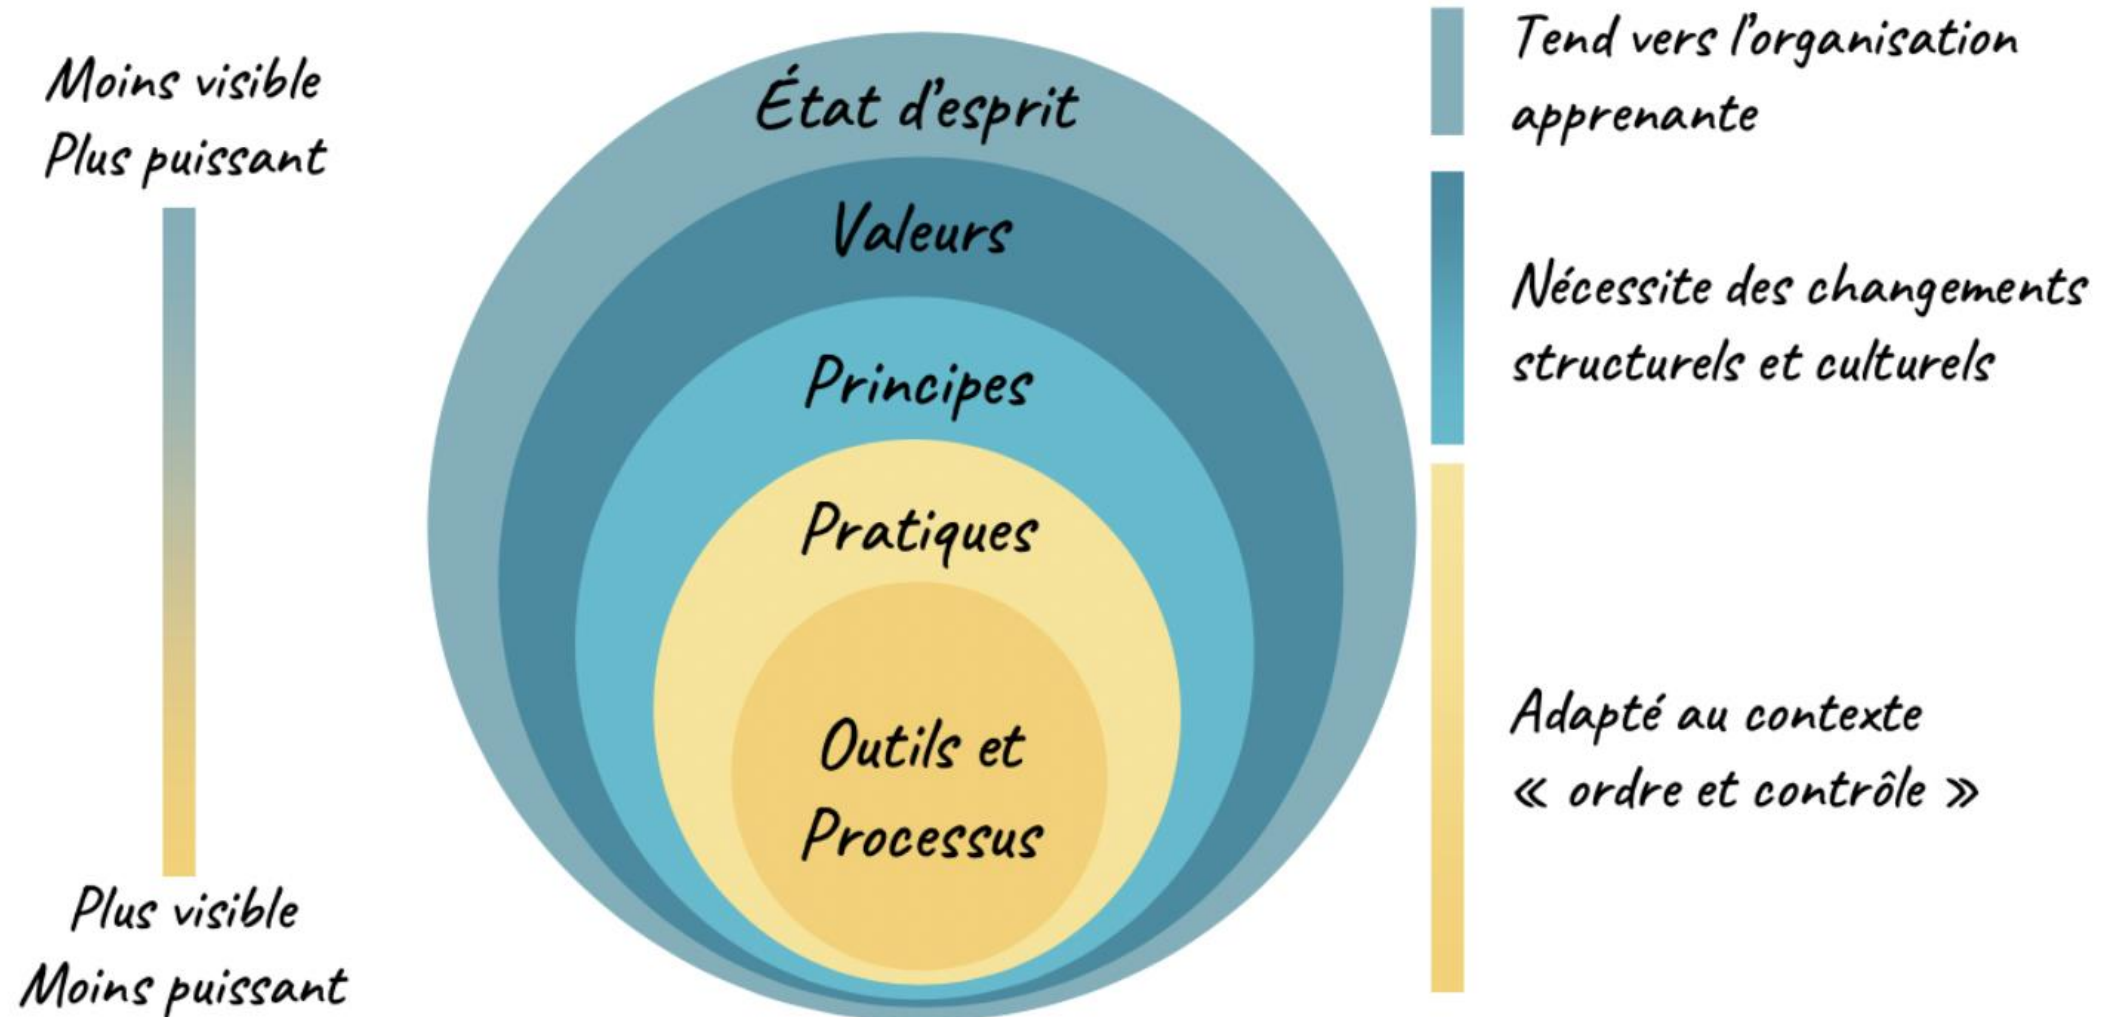 Moins visible
Plus puissant
Plus visible
Moins puissant
État d'esprit
Valeurs
Principes
Pratiques
Outils et
Processus
Tend vers l'organisation
apprenante
Nécessite des changements
structurels et culturels
Adapté au contexte
« ordre et contrôle »